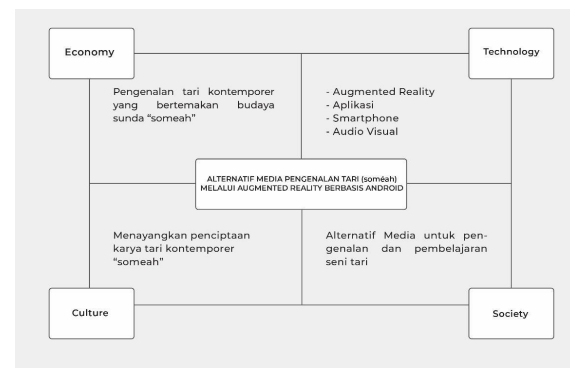 Economy
Technology
Pengenalan tari kontemporer
yang bertemakan budaya
sunda “someah”
- Augmented Reality
- Aplikasi
- Smartphone
- Audio Visual
ALTERNATIF MEDIA PENGENALAN TARI (soméah)
MELALUI AUGMENTED REALITY BERBASIS ANDROID
Menayangkan penciptaan
karya tari kontemporer
“someah”
Alternatif Media untuk pen-
genalan dan pembelajaran
seni tari
Culture
Society